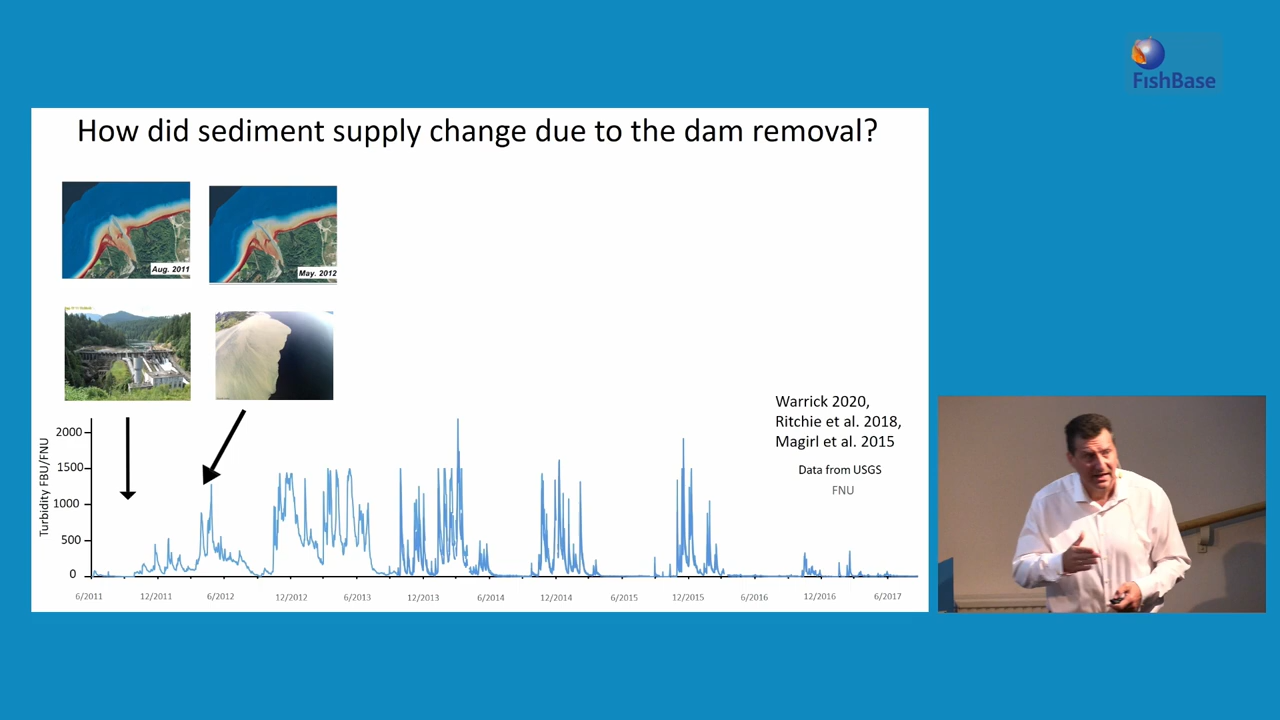 FishBase
How did sediment supply change due to the dam removal?
Aug. 2011
May. 2012
Warrick 2020,
Ritchie et al. 2018,
Magirl et al. 2015
Data from USGS
FNU
Turbidity FBU/FNU
2000
1500
1000
500
0
6/2011 12/2011 6/2012 12/2012 6/2013 12/2013 6/2014 12/2014 6/2015 12/2015 6/2016 12/2016 6/2017